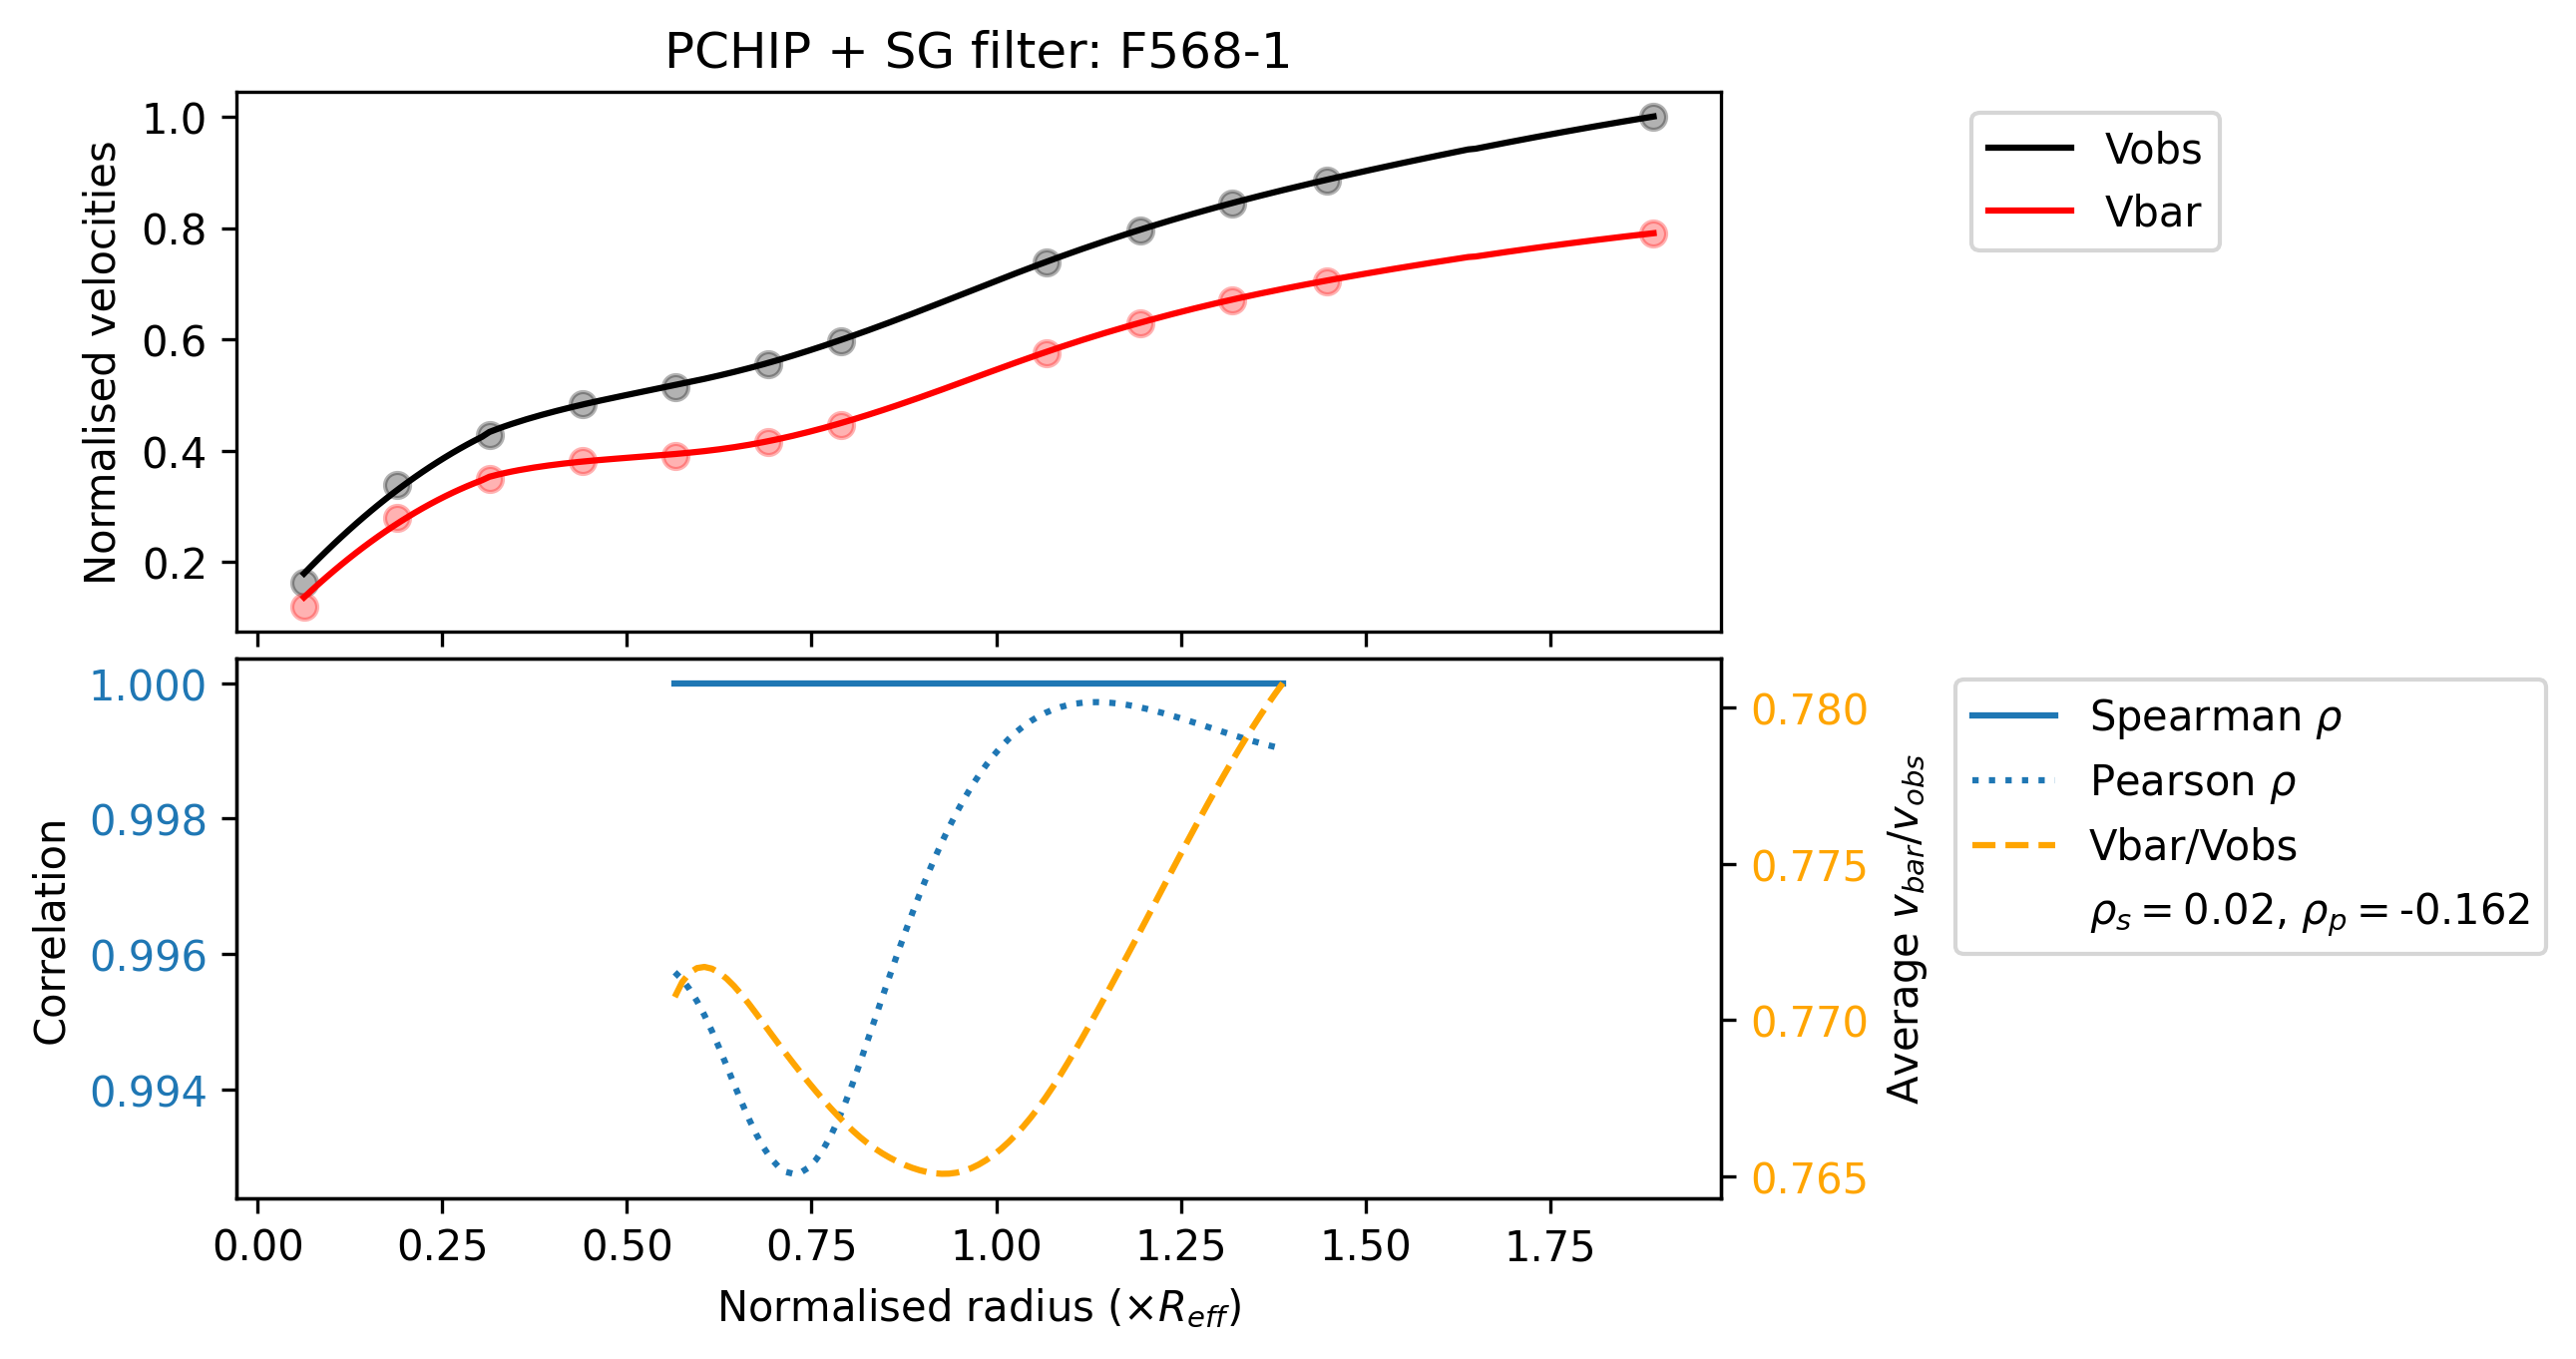 PCHIP + SG filter: F568-1
Normalised velocities
1.0
0.8
0.6
0.4
0.2
Vobs
Vbar
Correlation
1.000
0.998
0.996
0.994
0.780
0.775
0.770
0.765
Average v_bar/v_obs
Spearman ρ
Pearson ρ
Vbar/Vobs
ρ_s = 0.02, ρ_p = -0.162
0.00 0.25 0.50 0.75 1.00 1.25 1.50 1.75
Normalised radius (×R_eff)